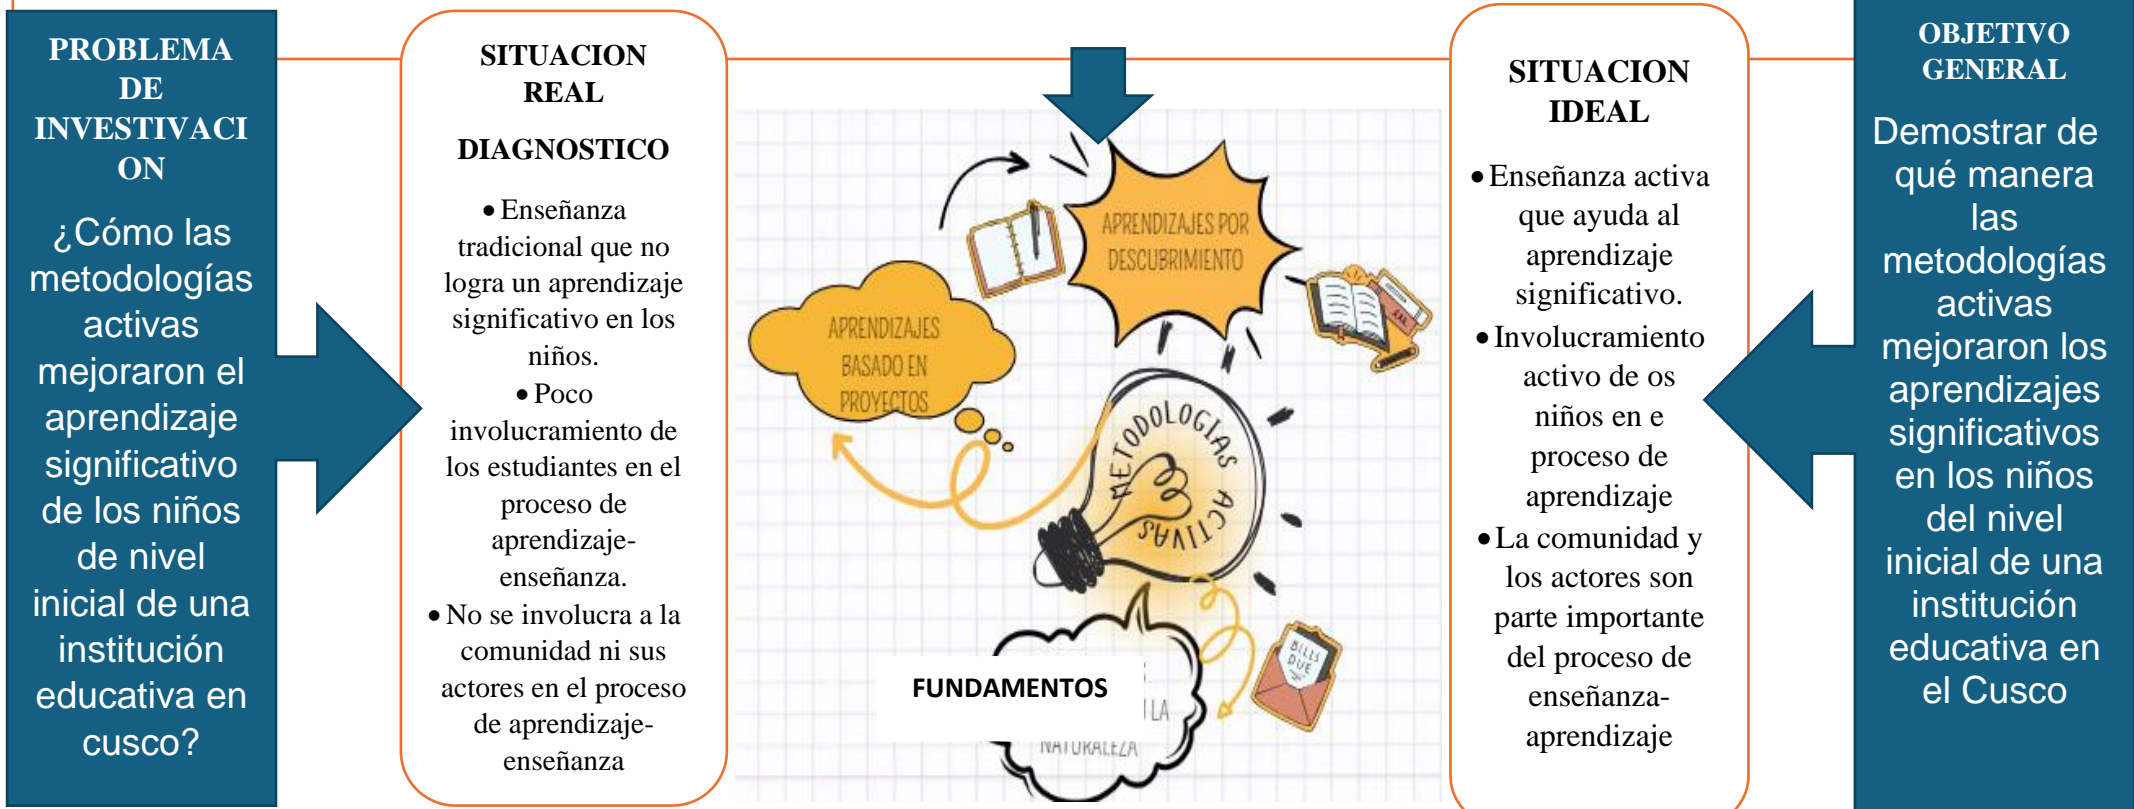 PROBLEMA
DE
INVESTIVACI
ON
¿Cómo las
metodologías
activas
mejoraron el
aprendizaje
significativo
de los niños
de nivel
inicial de una
institución
educativa en
cusco?
SITUACION
REAL
DIAGNOSTICO
• Enseñanza
tradicional que no
logra un aprendizaje
significativo en los
niños.
• Poco
involucramiento de
los estudiantes en el
proceso de
aprendizaje-
enseñanza.
• No se involucra a la
comunidad ni sus
actores en el proceso
de aprendizaje-
enseñanza
APRENDIZAJES POR
DESCUBRIMIENTO
APRENDIZAJES
BASADO EN
PROYECTOS
METODOLOGÍAS ACTIVAS
BILLS
DUE
FUNDAMENTOS
LA
NATURALEZA
SITUACION
IDEAL
• Enseñanza activa
que ayuda al
aprendizaje
significativo.
• Involucramiento
activo de os
niños en e
proceso de
aprendizaje
• La comunidad y
los actores son
parte importante
del proceso de
enseñanza-
aprendizaje
OBJETIVO
GENERAL
Demostrar de
qué manera
las
metodologías
activas
mejoraron los
aprendizajes
significativos
en los niños
del nivel
inicial de una
institución
educativa en
el Cusco